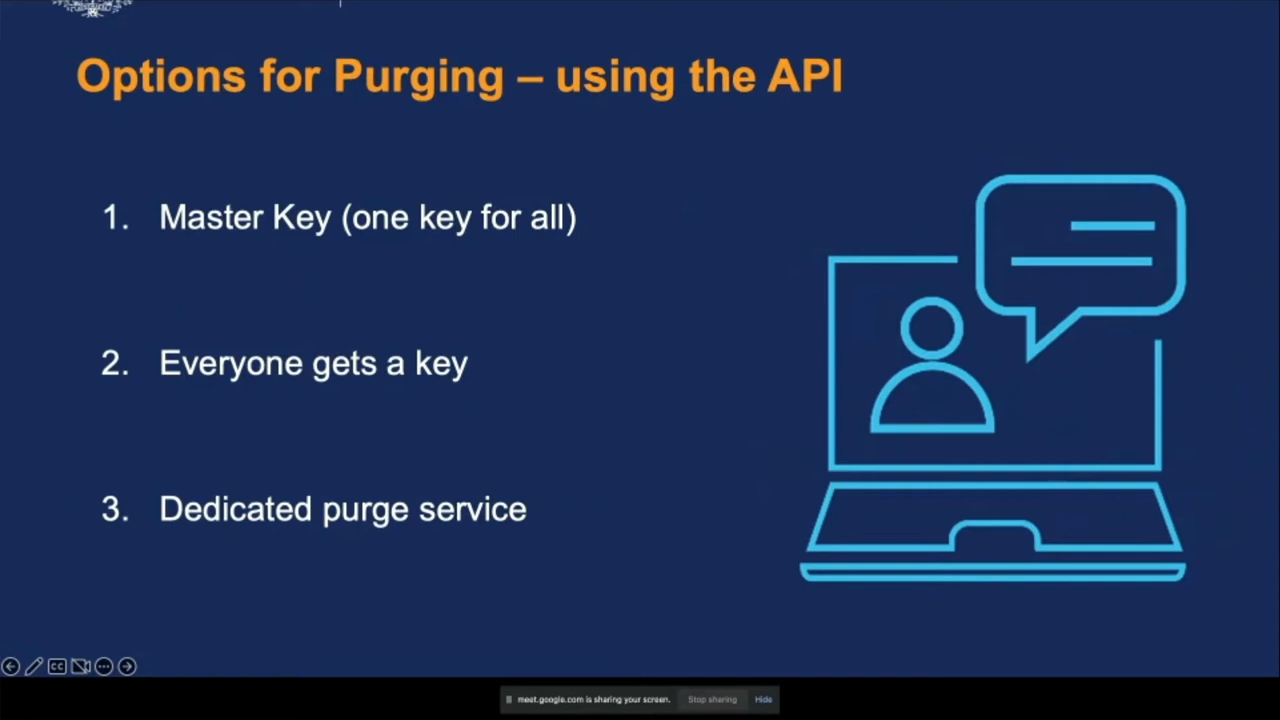 Options for Purging – using the API
1. Master Key (one key for all)
2. Everyone gets a key
3. Dedicated purge service
CC
meet.google.com is sharing your screen. Stop sharing Hide